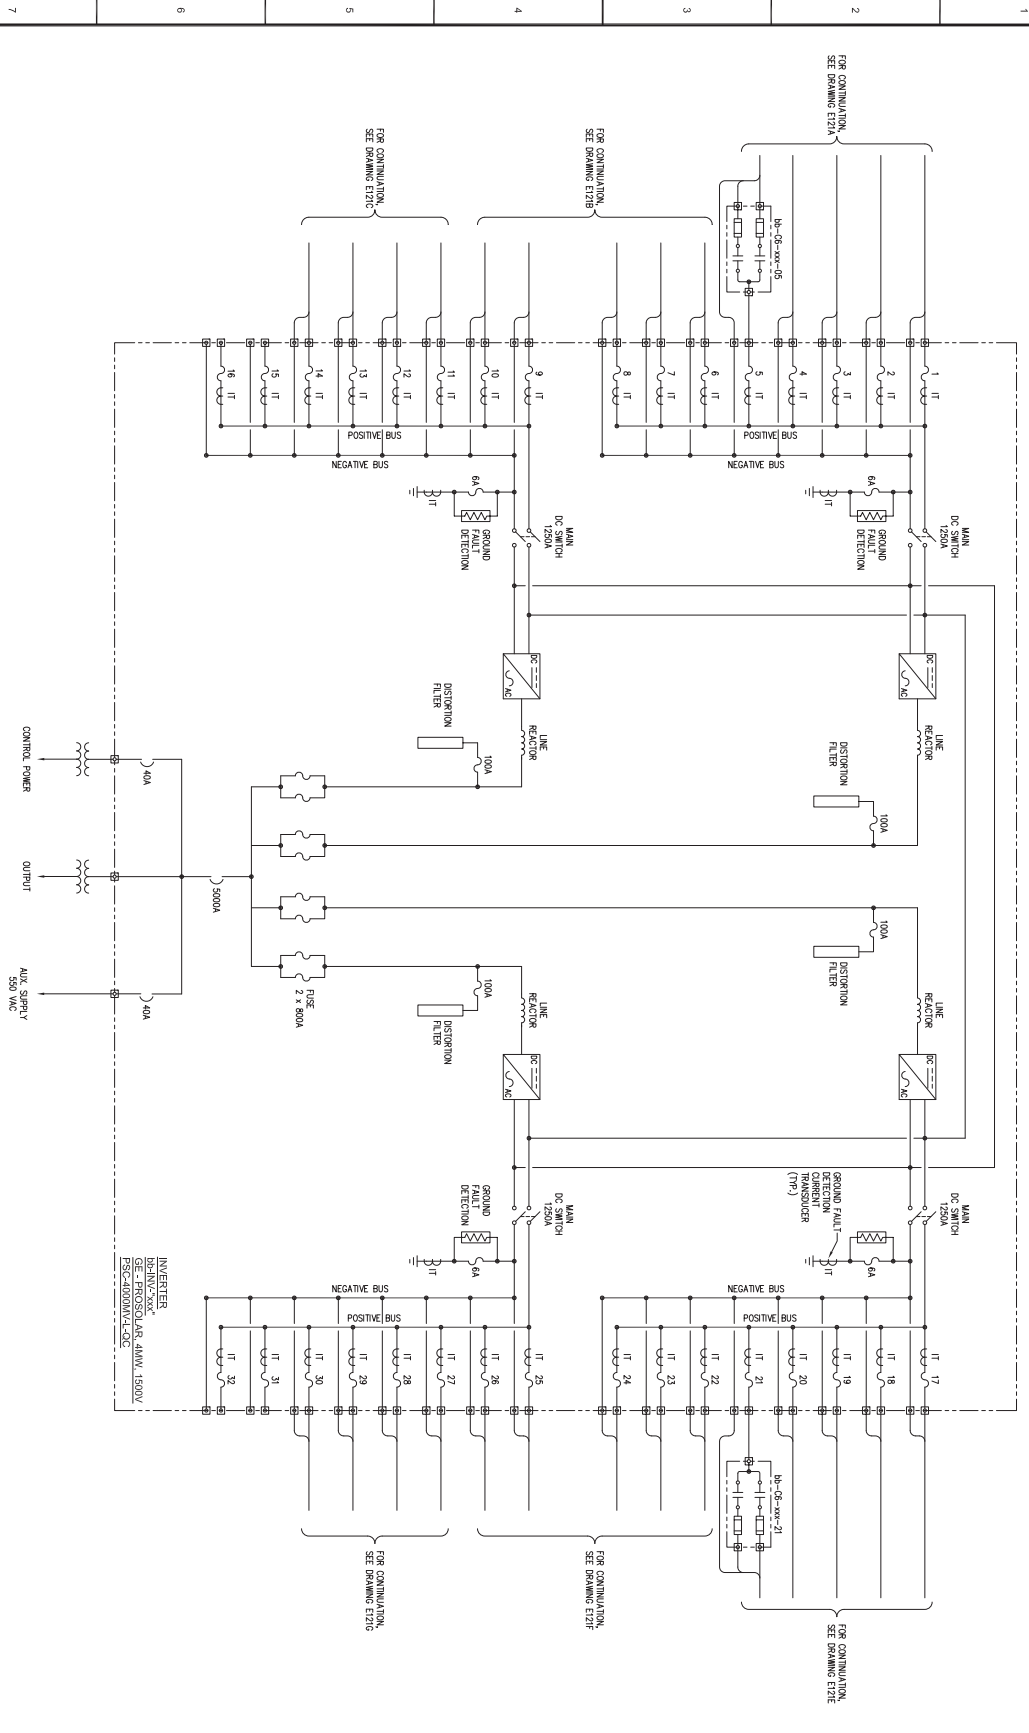 7
6
5
4
3
2
1
FOR CONTINUATION,
SEE DRAWING E121A
FOR CONTINUATION,
SEE DRAWING E121B
FOR CONTINUATION,
SEE DRAWING E121C
bb-C6-xxx-05
1
IT
2
IT
3
IT
4
IT
5
IT
6
IT
7
IT
8
IT
9
IT
10
IT
11
IT
12
IT
13
IT
14
IT
15
IT
16
IT
POSITIVE BUS
NEGATIVE BUS
POSITIVE BUS
NEGATIVE BUS
6A
IT
GROUND
FAULT
DETECTION
MAIN
DC SWITCH
1250A
6A
IT
GROUND
FAULT
DETECTION
MAIN
DC SWITCH
1250A
DC
AC
LINE
REACTOR
DISTORTION
FILTER
100A
DC
AC
LINE
REACTOR
DISTORTION
FILTER
100A
100A
DISTORTION
FILTER
LINE
REACTOR
DC
AC
100A
DISTORTION
FILTER
LINE
REACTOR
DC
AC
FUSE
2 x 800A
5000A
40A
40A
CONTROL POWER
OUTPUT
AUX. SUPPLY
550 VAC
GROUND FAULT
DETECTION
CURRENT
TRANSDUCER
(TYP.)
MAIN
DC SWITCH
1250A
6A
IT
GROUND
FAULT
DETECTION
MAIN
DC SWITCH
1250A
6A
IT
NEGATIVE BUS
POSITIVE BUS
NEGATIVE BUS
POSITIVE BUS
IT
17
IT
18
IT
19
IT
20
IT
21
IT
22
IT
23
IT
24
IT
25
IT
26
IT
27
IT
28
IT
29
IT
30
IT
31
IT
32
bb-C6-xxx-21
FOR CONTINUATION,
SEE DRAWING E121E
FOR CONTINUATION,
SEE DRAWING E121F
FOR CONTINUATION,
SEE DRAWING E121G
INVERTER
bb-INV-"xxx"
GE - PROSOLAR, 4MW, 1500V
PSC-4000MV-L-QC